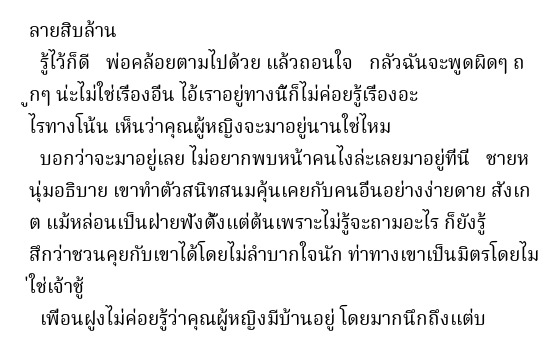 ลายสิบล้าน
รู้ไว้ก็ดี   พ่อคล้อยตามไปด้วย แล้วถอนใจ   กลัวฉันจะพูดผิดๆ ถ
ูกๆ น่ะไม่ใช่เรื่องอื่น ไอ้เราอยู่ทางนี้ก็ไม่ค่อยรู้เรื่องอะ
ไรทางโน้น เห็นว่าคุณผู้หญิงจะมาอยู่นานใช่ไหม
บอกว่าจะมาอยู่เลย ไม่อยากพบหน้าคนไงล่ะเลยมาอยู่ที่นี่   ชายห
นุ่มอธิบาย เขาทำตัวสนิทสนมคุ้นเคยกับคนอื่นอย่างง่ายดาย สังเก
ต แม้หล่อนเป็นฝ่ายฟังตั้งแต่ต้นเพราะไม่รู้จะถามอะไร ก็ยังรู้
สึกว่าชวนคุยกับเขาได้โดยไม่ลำบากใจนัก ท่าทางเขาเป็นมิตรโดยไม
่ใช่เจ้าชู้
เพื่อนฝูงไม่ค่อยรู้ว่าคุณผู้หญิงมีบ้านอยู่ โดยมากนึกถึงแต่บ